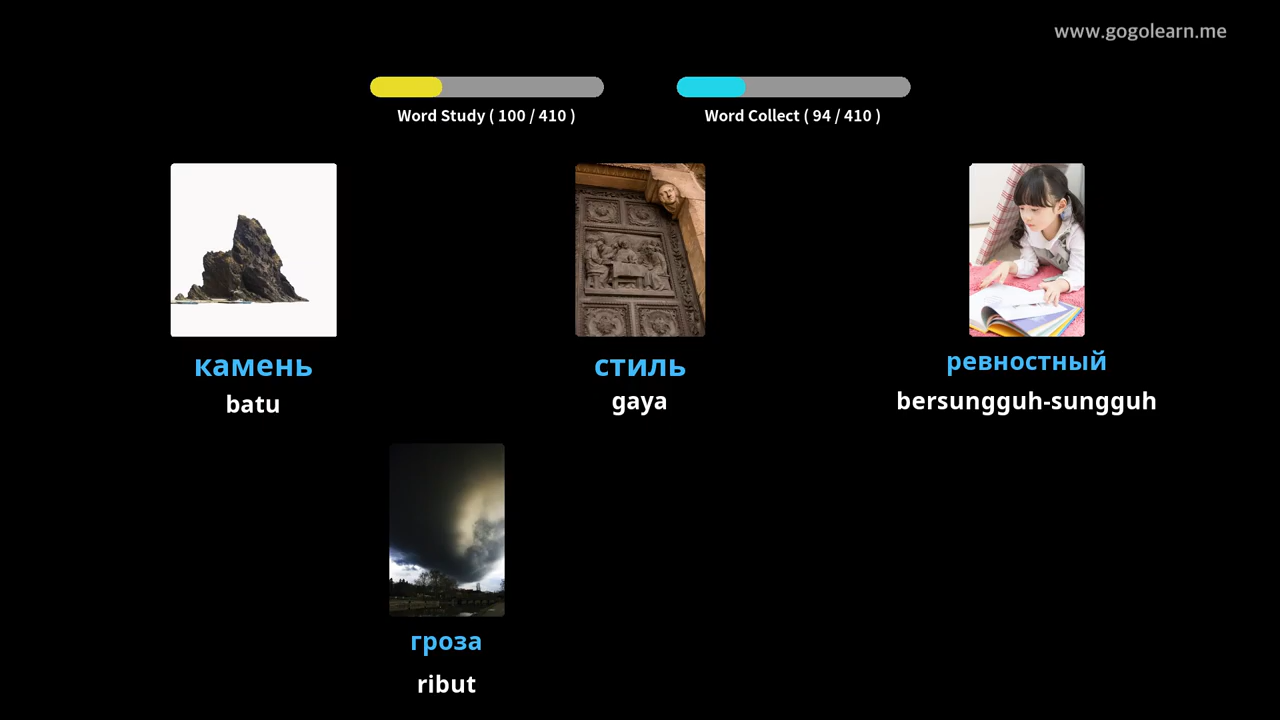 www.gogolearn.me
Word Study ( 100 / 410 )
Word Collect ( 94 / 410 )
камень
batu
стиль
gaya
ревностный
bersungguh-sungguh
гроза
ribut